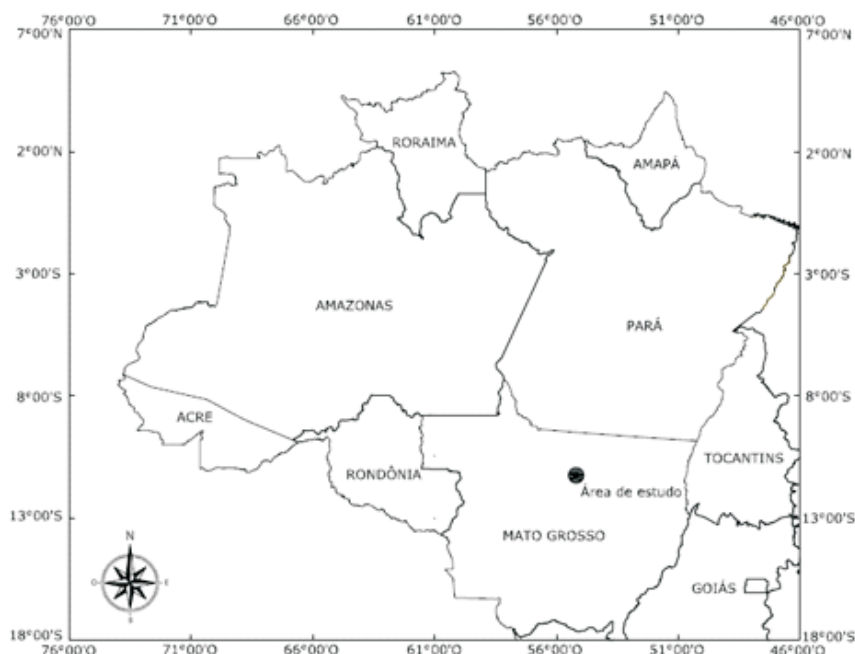 76°00'O 71°00'O 66°00'O 61°00'O 56°00'O 51°00'O 46°00'O
7°00'N 7°00'N
RORAIMA
2°00'N AMAPÁ 2°00'N
3°00'S 3°00'S
AMAZONAS
PARÁ
8°00'S 8°00'S
ACRE
TOCANTINS
RONDÔNIA
Área de estudo
13°00'S 13°00'S
MATO GROSSO
N
O E
GOIÁS
S
18°00'S 18°00'S
76°00'O 71°00'O 66°00'O 61°00'O 56°00'O 51°00'O 46°00'O